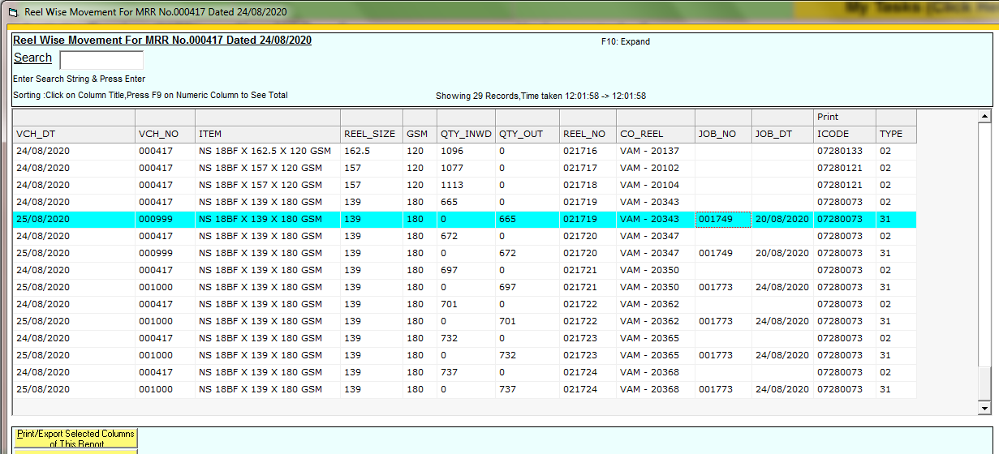 Reel Wise Movement For MRR No.000417 Dated 24/08/2020
My Tasks (Click He
Reel Wise Movement For MRR No.000417 Dated 24/08/2020
F10: Expand
Search
Enter Search String & Press Enter
Sorting :Click on Column Title,Press F9 on Numeric Column to See Total
Showing 29 Records,Time taken 12:01:58 -> 12:01:58
Print
VCH_DT VCH_NO ITEM REEL_SIZE GSM QTY_INWD QTY_OUT REEL_NO CO_REEL JOB_NO JOB_DT ICODE TYPE
24/08/2020 000417 NS 18BF X 162.5 X 120 GSM 162.5 120 1096 0 021716 VAM - 20137 07280133 02
24/08/2020 000417 NS 18BF X 157 X 120 GSM 157 120 1077 0 021717 VAM - 20102 07280121 02
24/08/2020 000417 NS 18BF X 157 X 120 GSM 157 120 1113 0 021718 VAM - 20104 07280121 02
24/08/2020 000417 NS 18BF X 139 X 180 GSM 139 180 665 0 021719 VAM - 20343 07280073 02
25/08/2020 000999 NS 18BF X 139 X 180 GSM 139 180 0 665 021719 VAM - 20343 001749 20/08/2020 07280073 31
24/08/2020 000417 NS 18BF X 139 X 180 GSM 139 180 672 0 021720 VAM - 20347 07280073 02
25/08/2020 000999 NS 18BF X 139 X 180 GSM 139 180 0 672 021720 VAM - 20347 001749 20/08/2020 07280073 31
24/08/2020 000417 NS 18BF X 139 X 180 GSM 139 180 697 0 021721 VAM - 20350 07280073 02
25/08/2020 001000 NS 18BF X 139 X 180 GSM 139 180 0 697 021721 VAM - 20350 001773 24/08/2020 07280073 31
24/08/2020 000417 NS 18BF X 139 X 180 GSM 139 180 701 0 021722 VAM - 20362 07280073 02
25/08/2020 001000 NS 18BF X 139 X 180 GSM 139 180 0 701 021722 VAM - 20362 001773 24/08/2020 07280073 31
24/08/2020 000417 NS 18BF X 139 X 180 GSM 139 180 732 0 021723 VAM - 20365 07280073 02
25/08/2020 001000 NS 18BF X 139 X 180 GSM 139 180 0 732 021723 VAM - 20365 001773 24/08/2020 07280073 31
24/08/2020 000417 NS 18BF X 139 X 180 GSM 139 180 737 0 021724 VAM - 20368 07280073 02
25/08/2020 001000 NS 18BF X 139 X 180 GSM 139 180 0 737 021724 VAM - 20368 001773 24/08/2020 07280073 31
Print/Export Selected Columns
of This Report